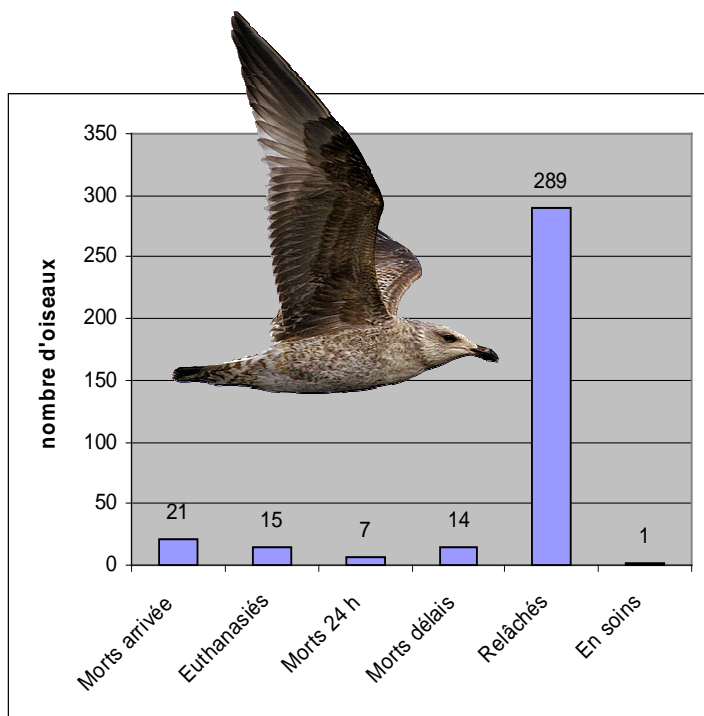 350
300
250
200
150
100
50
0
nombre d'oiseaux
21
15
7
14
289
1
Morts arrivée
Euthanasiés
Morts 24 h
Morts délais
Relâchés
En soins